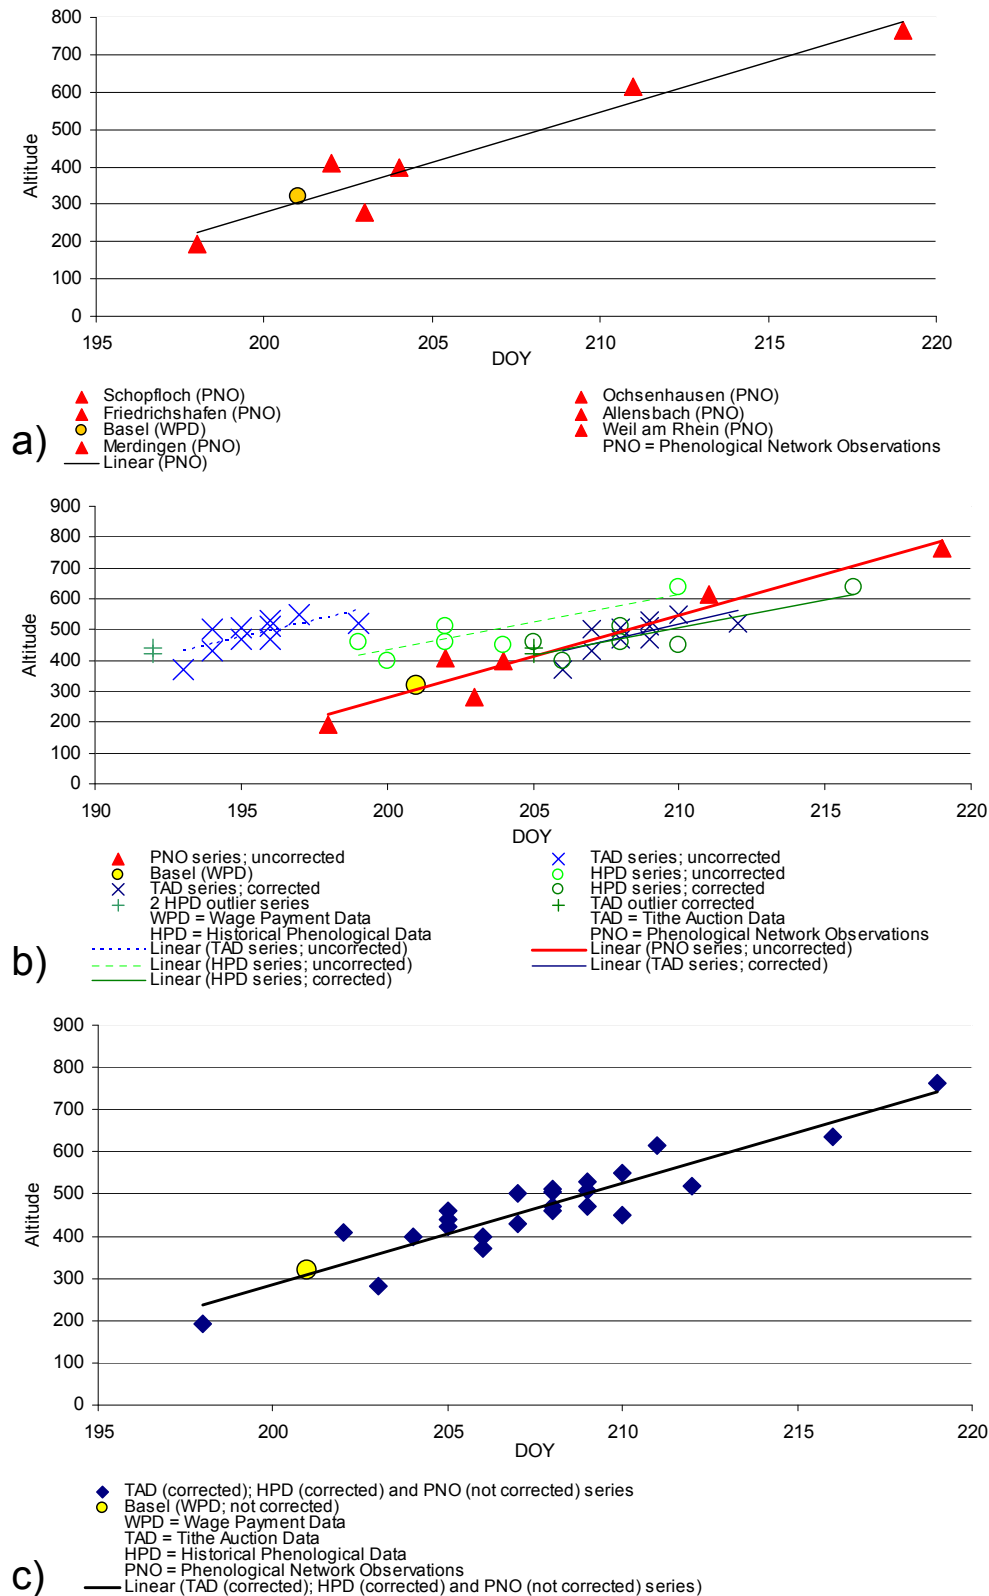 800
700
600
500
400
300
200
100
0
Altitude
195 200 205 210 215 220
DOY
Schopfloch (PNO) Ochsenhausen (PNO)
Friedrichshafen (PNO) Allensbach (PNO)
Basel (WPD) Weil am Rhein (PNO)
Merdingen (PNO) PNO = Phenological Network Observations
Linear (PNO)
a)
900
800
700
600
500
400
300
200
100
0
Altitude
190 195 200 205 210 215 220
DOY
PNO series; uncorrected TAD series; uncorrected
Basel (WPD) HPD series; uncorrected
TAD series; corrected HPD series; corrected
2 HPD outlier series TAD outlier corrected
WPD = Wage Payment Data TAD = Tithe Auction Data
HPD = Historical Phenological Data PNO = Phenological Network Observations
Linear (TAD series; uncorrected) Linear (PNO series; uncorrected)
Linear (HPD series; uncorrected) Linear (TAD series; corrected)
Linear (HPD series; corrected)
b)
900
800
700
600
500
400
300
200
100
0
Altitude
195 200 205 210 215 220
DOY
TAD (corrected); HPD (corrected) and PNO (not corrected) series
Basel (WPD; not corrected)
WPD = Wage Payment Data
TAD = Tithe Auction Data
HPD = Historical Phenological Data
PNO = Phenological Network Observations
Linear (TAD (corrected); HPD (corrected) and PNO (not corrected) series)
c)